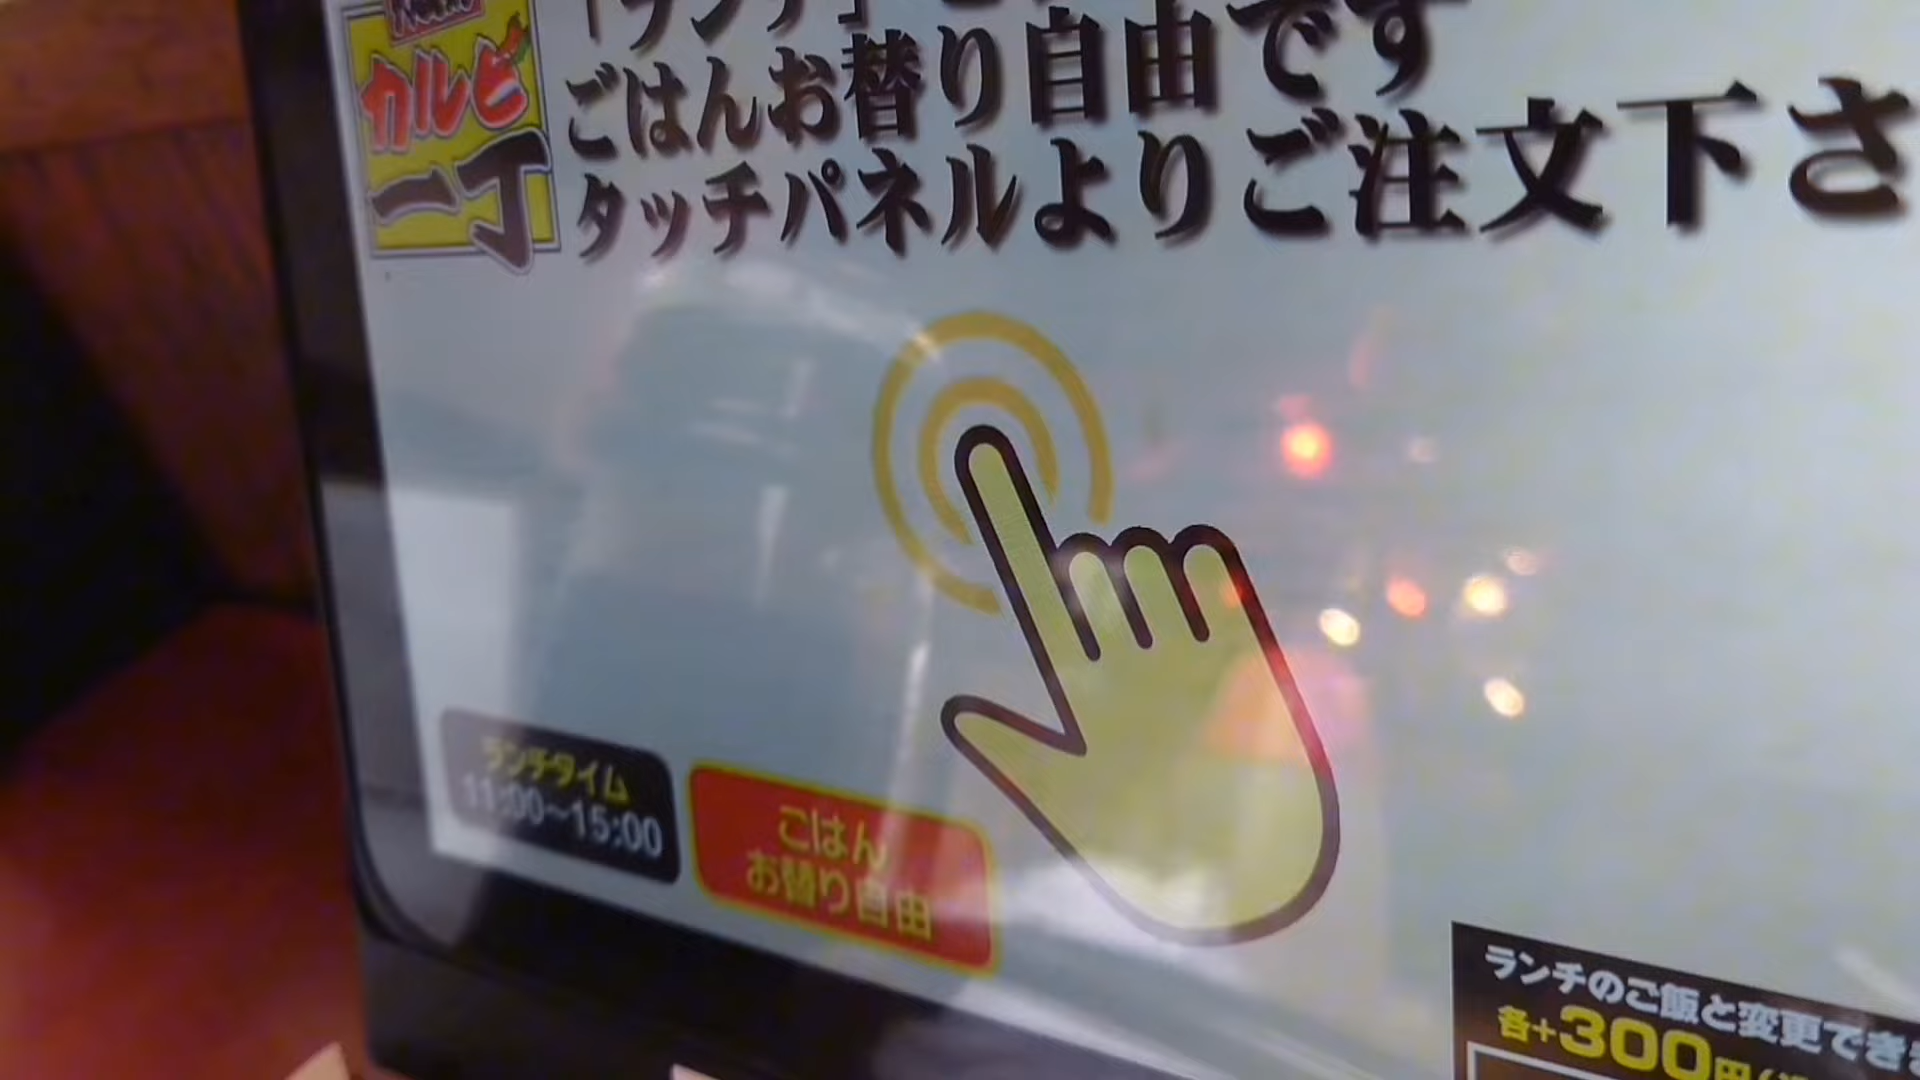 カルビ
一丁
「ランチ」
ごはんお替り自由です
タッチパネルよりご注文下さ
ランチタイム
11:00~15:00
ごはん
お替り自由
ランチのご飯と変更でき
各+300円